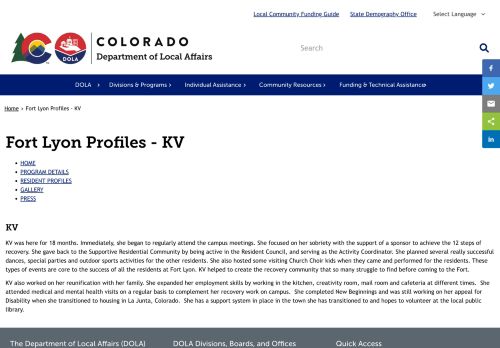 Local Community Funding Guide
State Demography Office
Select Language
COLORADO
Department of Local Affairs
DOLA
Search
DOLA
Divisions & Programs
Individual Assistance
Community Resources
Funding & Technical Assistance
Home › Fort Lyon Profiles - KV
Fort Lyon Profiles - KV
HOME
PROGRAM DETAILS
RESIDENT PROFILES
GALLERY
PRESS
KV
KV was here for 18 months. Immediately, she began to regularly attend the campus meetings. She focused on her sobriety with the support of a sponsor to achieve the 12 steps of
recovery. She gave back to the Supportive Residential Community by being active in the Resident Council, and serving as the Activity Coordinator. She planned several really successful
dances, special parties and outdoor sports activities for the other residents. She also hosted some visiting Church Choir kids when they came and performed for the residents. These
types of events are core to the success of all the residents at Fort Lyon. KV helped to create the recovery community that so many struggle to find before coming to the Fort.
KV also worked on her reunification with her family. She expanded her employment skills by working in the kitchen, creativity room, mail room and cafeteria at different times. She
attended medical and mental health visits on a regular basis to complement her recovery work on campus. She completed New Beginnings and was still working on her appeal for
Disability when she transitioned to housing in La Junta, Colorado. She has a support system in place in the town she has transitioned to and hopes to volunteer at the local public
library.
The Department of Local Affairs (DOLA)
DOLA Divisions, Boards, and Offices
Quick Access